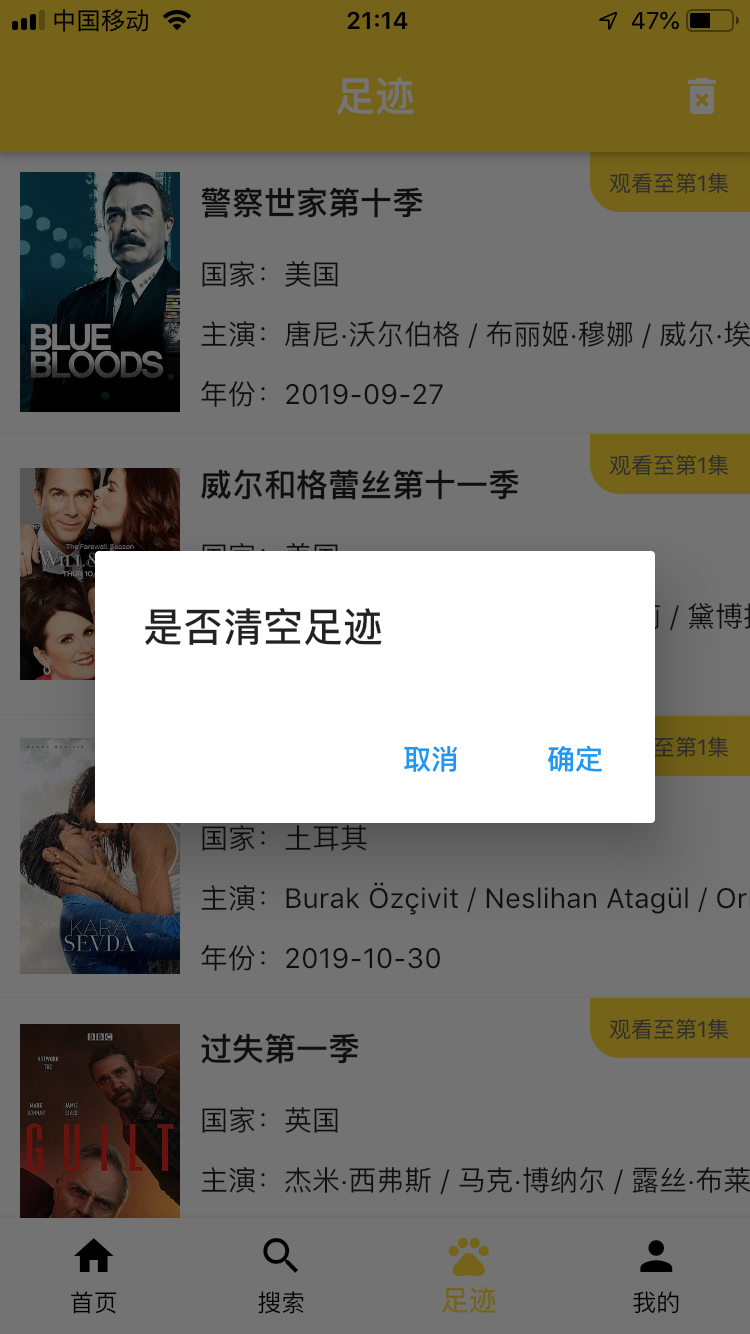 中国移动 21:14 47%
足迹
警察世家第十季 观看至第1集
国家：美国
主演：唐尼·沃尔伯格 / 布丽姬·穆娜 / 威尔·埃
年份：2019-09-27
BLUE
BLOODS
威尔和格蕾丝第十一季 观看至第1集
国家：美国
The Farewell Season
/ 黛博
是否清空足迹
取消 确定
至第1集
国家：土耳其
主演：Burak Özçivit / Neslihan Atagül / Or
年份：2019-10-30
KARA
SEVDA
过失第一季 观看至第1集
国家：英国
主演：杰米·西弗斯 / 马克·博纳尔 / 露丝·布莱
BBC
GUILT
首页 搜索 足迹 我的